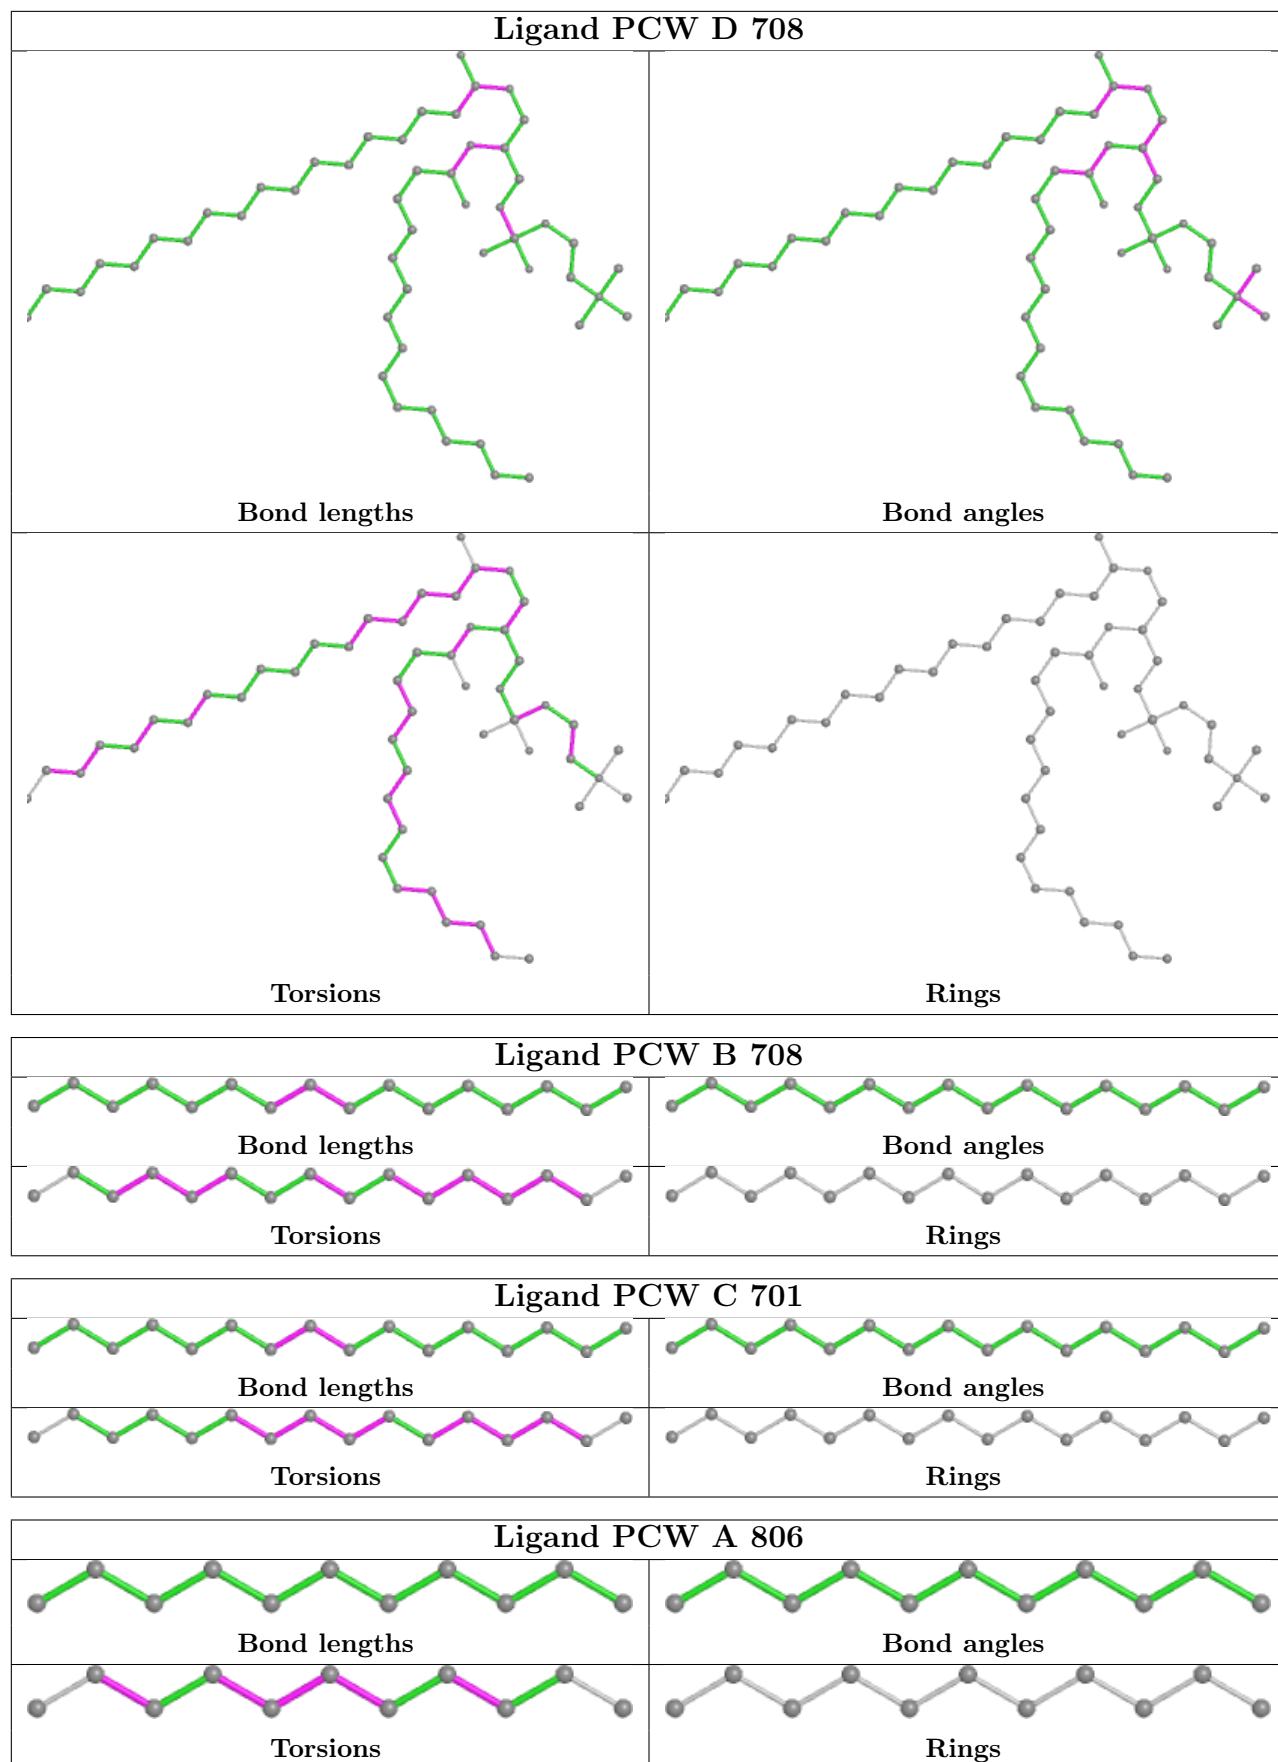 Ligand PCW D 708
Bond lengths
Bond angles
Torsions
Rings
Ligand PCW B 708
Bond lengths
Bond angles
Torsions
Rings
Ligand PCW C 701
Bond lengths
Bond angles
Torsions
Rings
Ligand PCW A 806
Bond lengths
Bond angles
Torsions
Rings